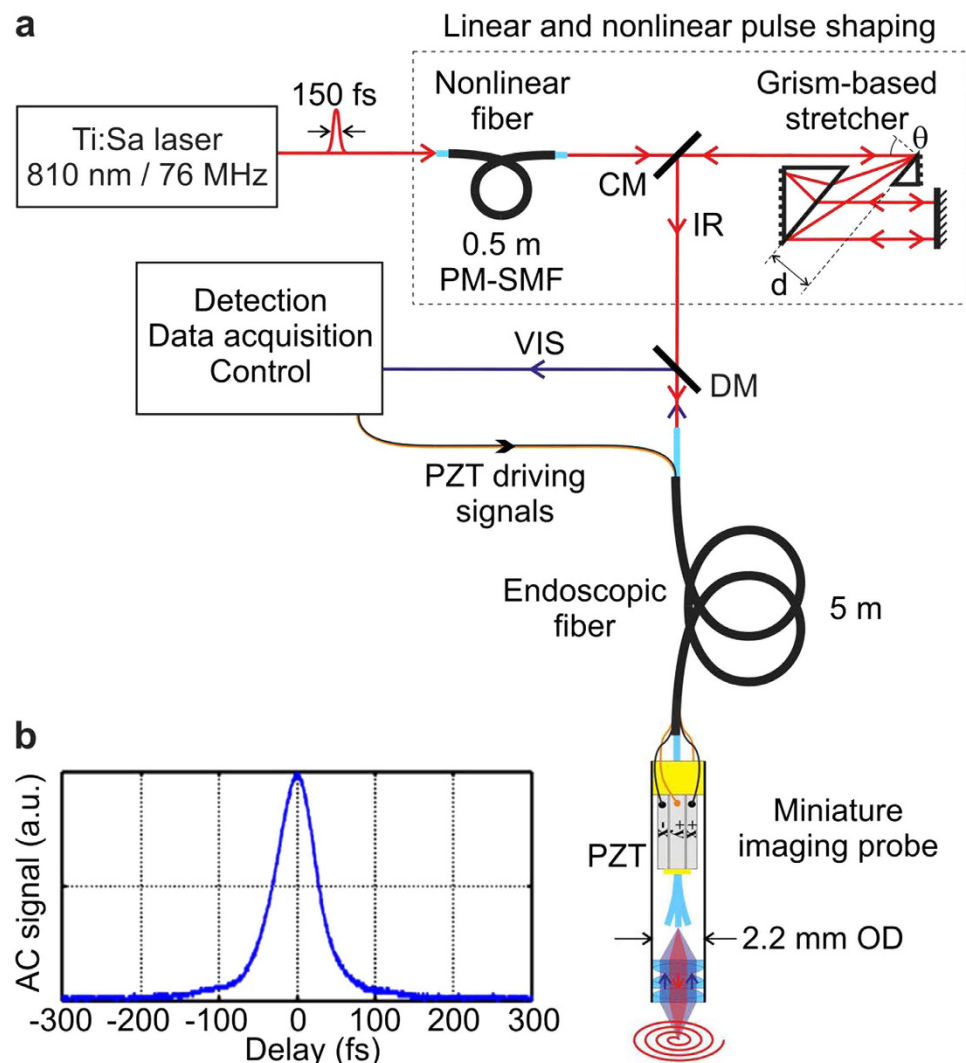 a
Linear and nonlinear pulse shaping
150 fs
Ti:Sa laser
810 nm / 76 MHz
Nonlinear
fiber
0.5 m
PM-SMF
CM
IR
Grism-based
stretcher
θ
d
Detection
Data acquisition
Control
VIS
DM
PZT driving
signals
Endoscopic
fiber
5 m
b
AC signal (a.u.)
-300 -200 -100 0 100 200 300
Delay (fs)
X- Y+ X+
PZT
Miniature
imaging probe
2.2 mm OD